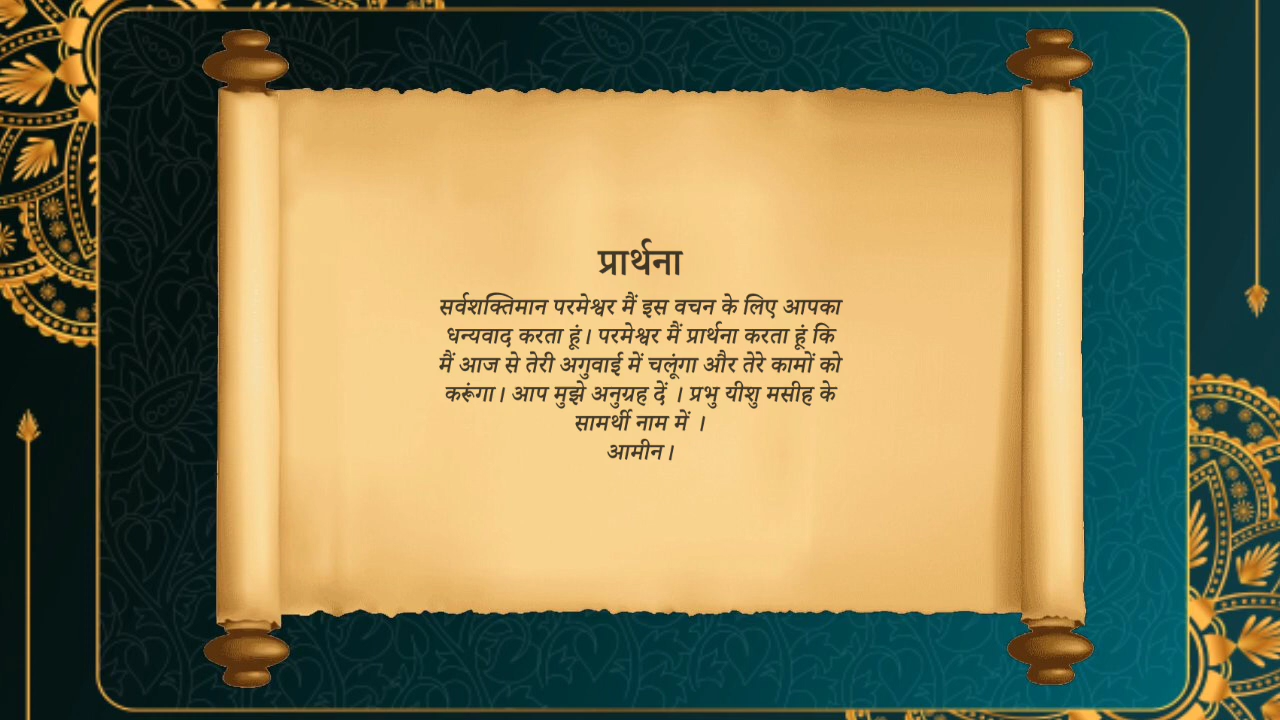 प्रार्थना
सर्वशक्तिमान परमेश्वर मैं इस वचन के लिए आपका
धन्यवाद करता हूं। परमेश्वर मैं प्रार्थना करता हूं कि
मैं आज से तेरी अगुवाई में चलूंगा और तेरे कामों को
करूंगा। आप मुझे अनुग्रह दें । प्रभु यीशु मसीह के
सामर्थी नाम में ।
आमीन।